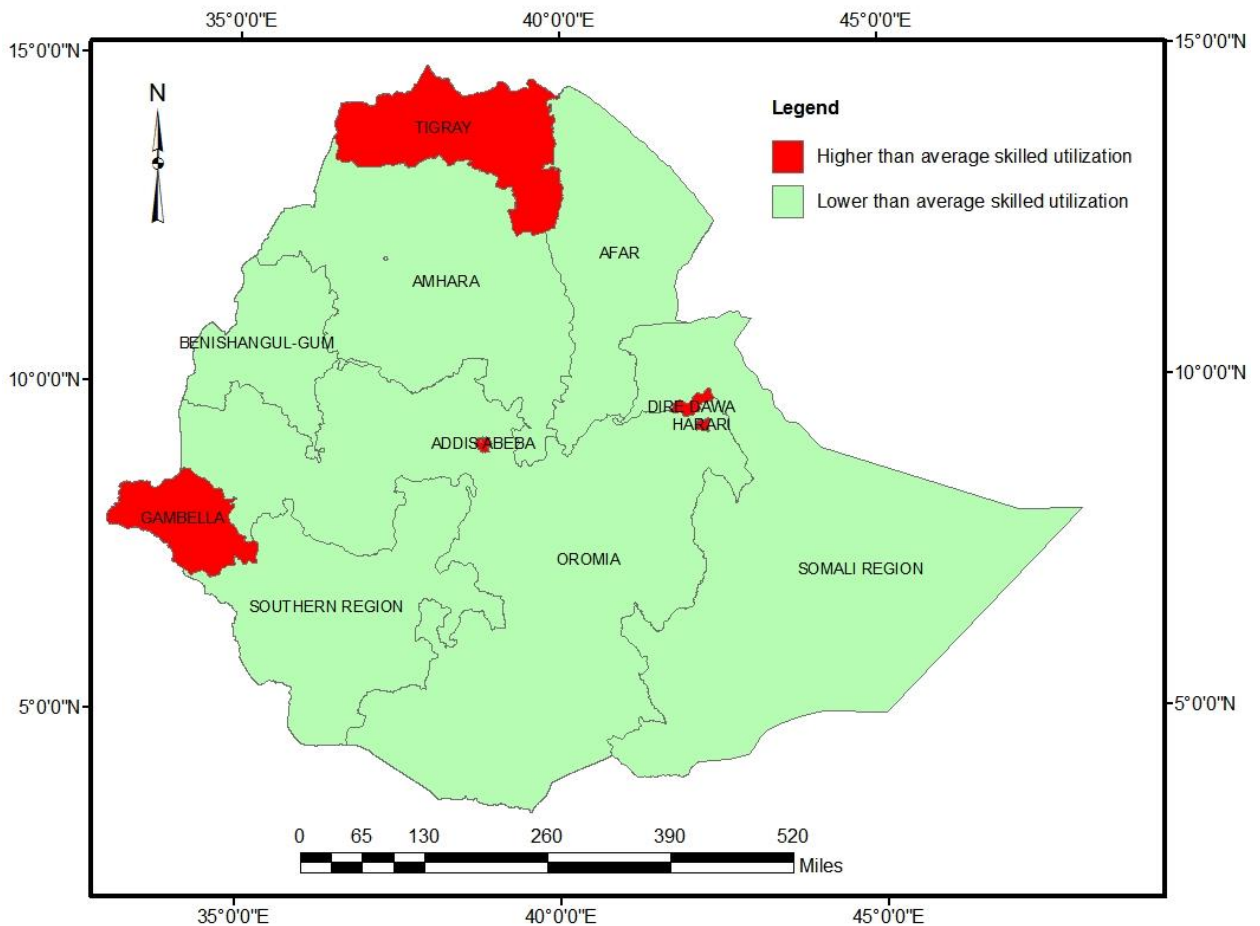 35°0'0"E 40°0'0"E 45°0'0"E
15°0'0"N 15°0'0"N
N
Legend
Higher than average skilled utilization
Lower than average skilled utilization
TIGRAY
AFAR
AMHARA
BENISHANGUL-GUM
10°0'0"N 10°0'0"N
DIRE DAWA
HARARI
ADDIS ABEBA
GAMBELLA
OROMIA
SOMALI REGION
SOUTHERN REGION
5°0'0"N 5°0'0"N
0 65 130 260 390 520
Miles
35°0'0"E 40°0'0"E 45°0'0"E